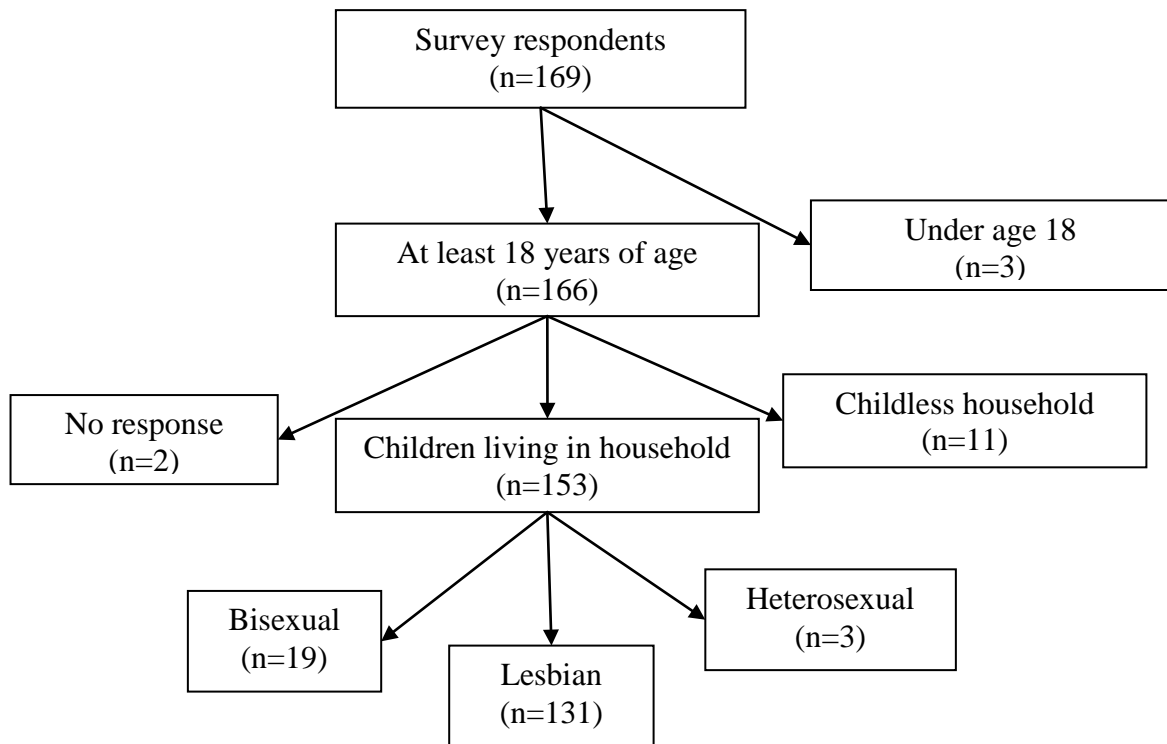 Survey respondents
(n=169)
Under age 18
(n=3)
At least 18 years of age
(n=166)
No response
(n=2)
Children living in household
(n=153)
Childless household
(n=11)
Bisexual
(n=19)
Lesbian
(n=131)
Heterosexual
(n=3)